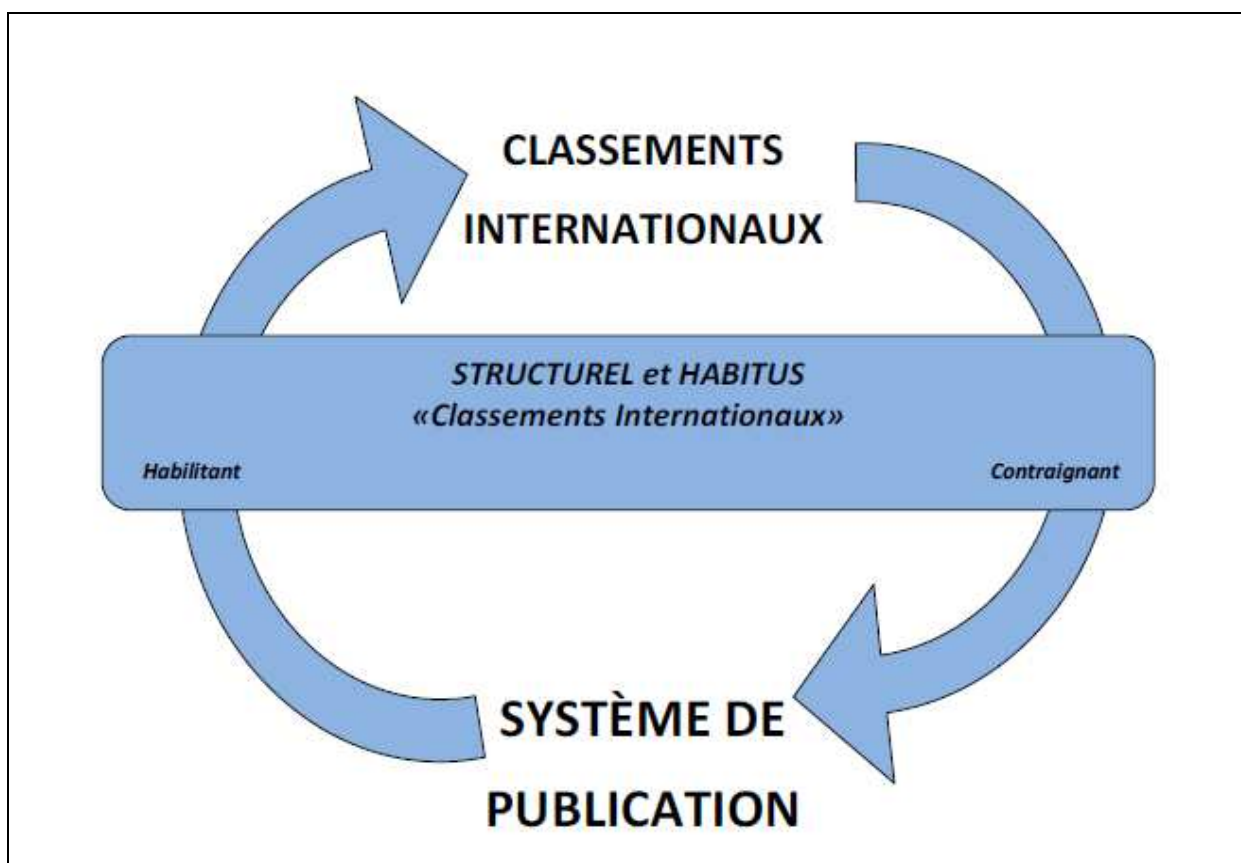 CLASSEMENTS
INTERNATIONAUX
STRUCTUREL et HABITUS
«Classements Internationaux»
Habilitant
Contraignant
SYSTÈME DE
PUBLICATION